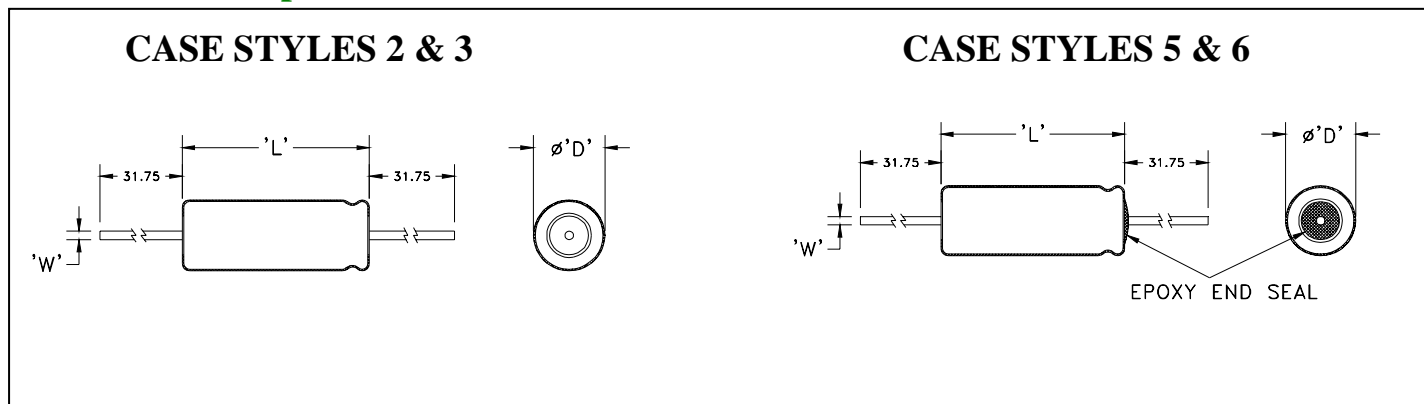 CASE STYLES 2 & 3
'L'
ø'D'
31.75
31.75
'W'
CASE STYLES 5 & 6
'L'
ø'D'
31.75
31.75
'W'
EPOXY END SEAL